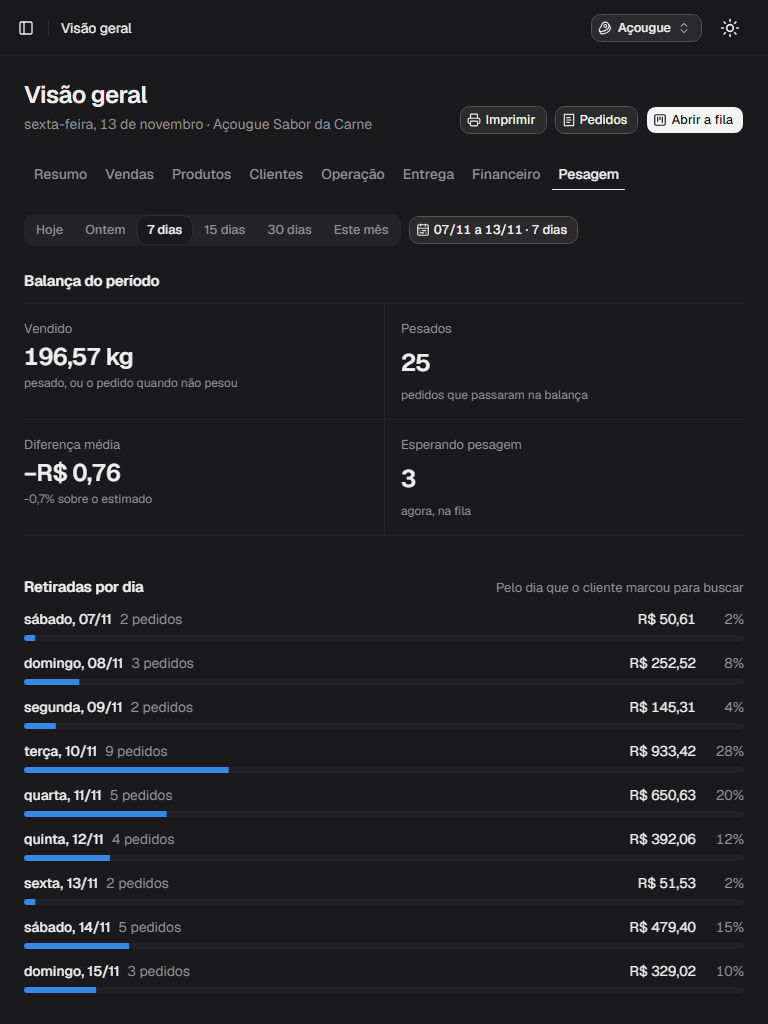 Visão geral
Açougue
Visão geral
sexta-feira, 13 de novembro · Açougue Sabor da Carne
Imprimir
Pedidos
Abrir a fila
Resumo Vendas Produtos Clientes Operação Entrega Financeiro Pesagem
Hoje Ontem 7 dias 15 dias 30 dias Este mês 07/11 a 13/11 · 7 dias
Balança do período
Vendido
196,57 kg
pesado, ou o pedido quando não pesou
Pesados
25
pedidos que passaram na balança
Diferença média
–R$ 0,76
-0,7% sobre o estimado
Esperando pesagem
3
agora, na fila
Retiradas por dia Pelo dia que o cliente marcou para buscar
sábado, 07/11 2 pedidos R$ 50,61 2%
domingo, 08/11 3 pedidos R$ 252,52 8%
segunda, 09/11 2 pedidos R$ 145,31 4%
terça, 10/11 9 pedidos R$ 933,42 28%
quarta, 11/11 5 pedidos R$ 650,63 20%
quinta, 12/11 4 pedidos R$ 392,06 12%
sexta, 13/11 2 pedidos R$ 51,53 2%
sábado, 14/11 5 pedidos R$ 479,40 15%
domingo, 15/11 3 pedidos R$ 329,02 10%